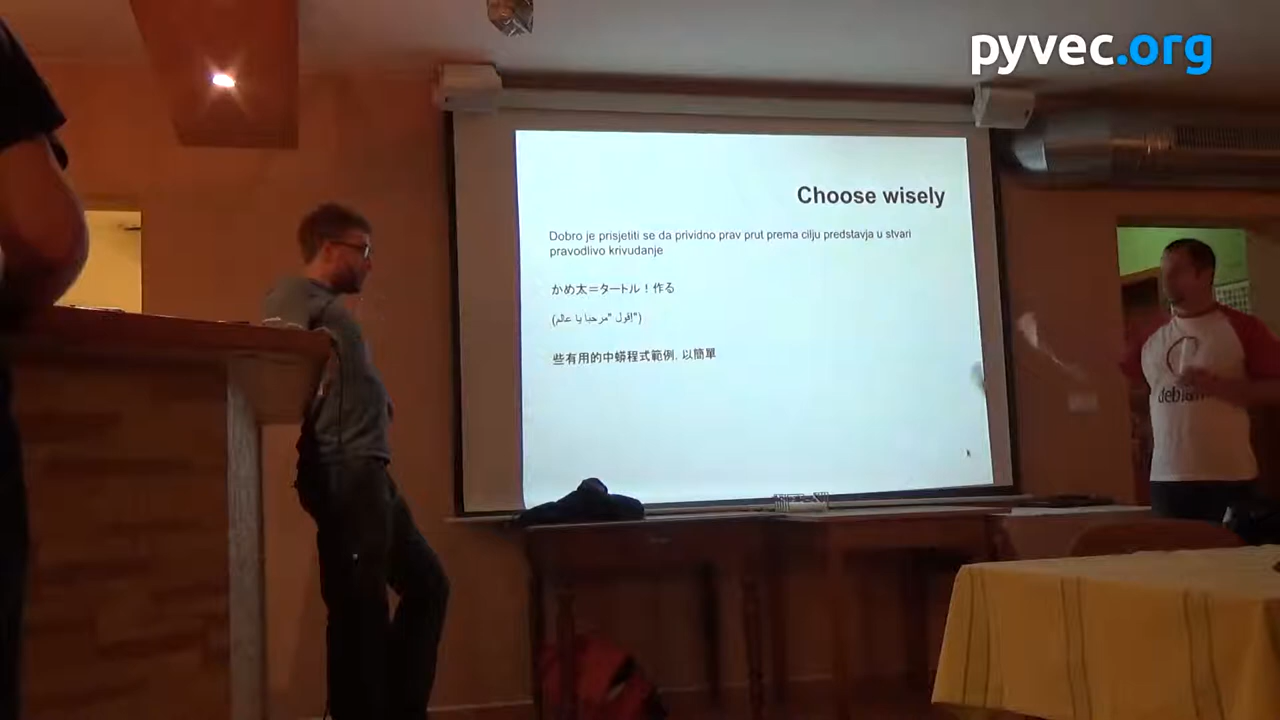 pyvec.org
Choose wisely
Dobro je prisjetiti se da prividno prav prut prema cilju predstavja u stvari
pravodlivo krivudanje
かめ太＝タートル！作る
(قول "مرحبا يا عالم!")
些有用的中蟒程式範例, 以簡單
debian